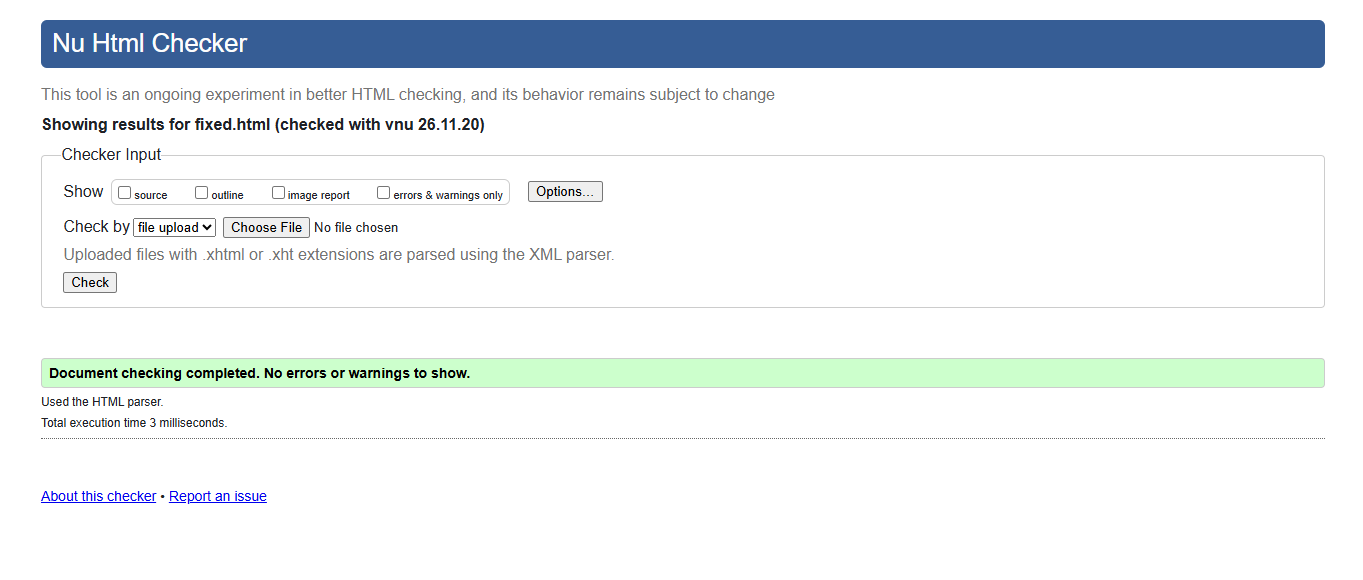 Nu Html Checker
This tool is an ongoing experiment in better HTML checking, and its behavior remains subject to change
Showing results for fixed.html (checked with vnu 26.11.20)
Checker Input
Show source outline image report errors & warnings only Options...
Check by file upload Choose File No file chosen
Uploaded files with .xhtml or .xht extensions are parsed using the XML parser.
Check
Document checking completed. No errors or warnings to show.
Used the HTML parser.
Total execution time 3 milliseconds.
About this checker • Report an issue